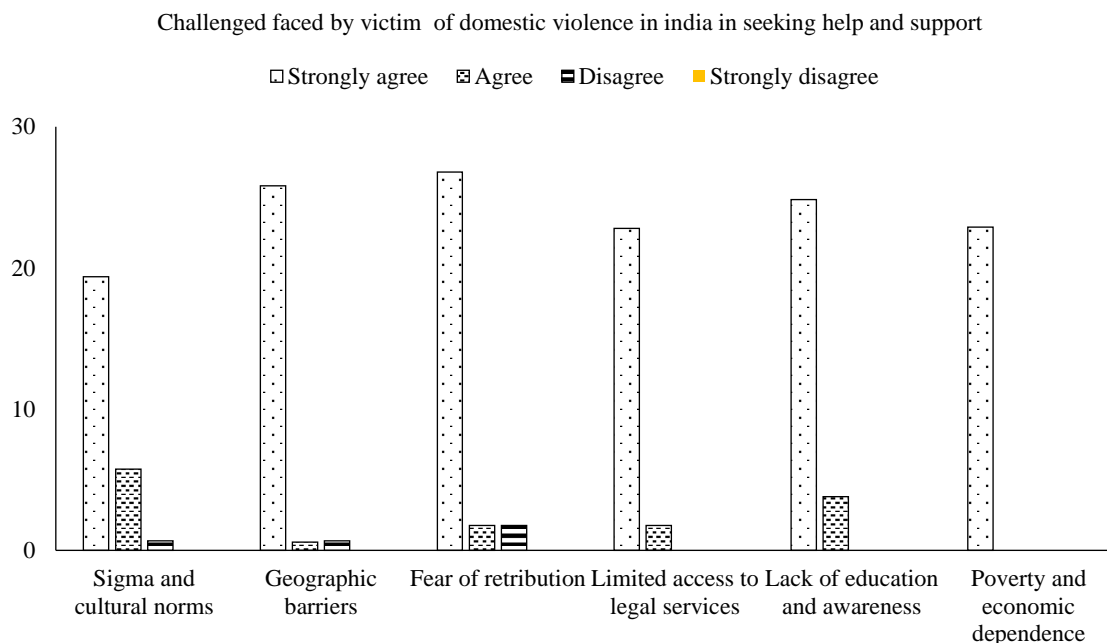 Challenged faced by victim of domestic violence in india in seeking help and support
Strongly agree Agree Disagree Strongly disagree
30
20
10
0
Sigma and
cultural norms
Geographic
barriers
Fear of retribution
Limited access to
legal services
Lack of education
and awareness
Poverty and
economic
dependence